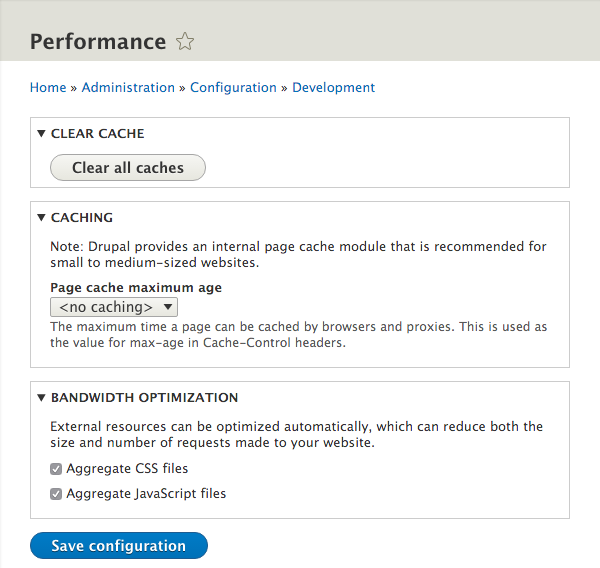 Performance
Home » Administration » Configuration » Development
CLEAR CACHE
Clear all caches
CACHING
Note: Drupal provides an internal page cache module that is recommended for
small to medium-sized websites.
Page cache maximum age
<no caching>
The maximum time a page can be cached by browsers and proxies. This is used as
the value for max-age in Cache-Control headers.
BANDWIDTH OPTIMIZATION
External resources can be optimized automatically, which can reduce both the
size and number of requests made to your website.
Aggregate CSS files
Aggregate JavaScript files
Save configuration